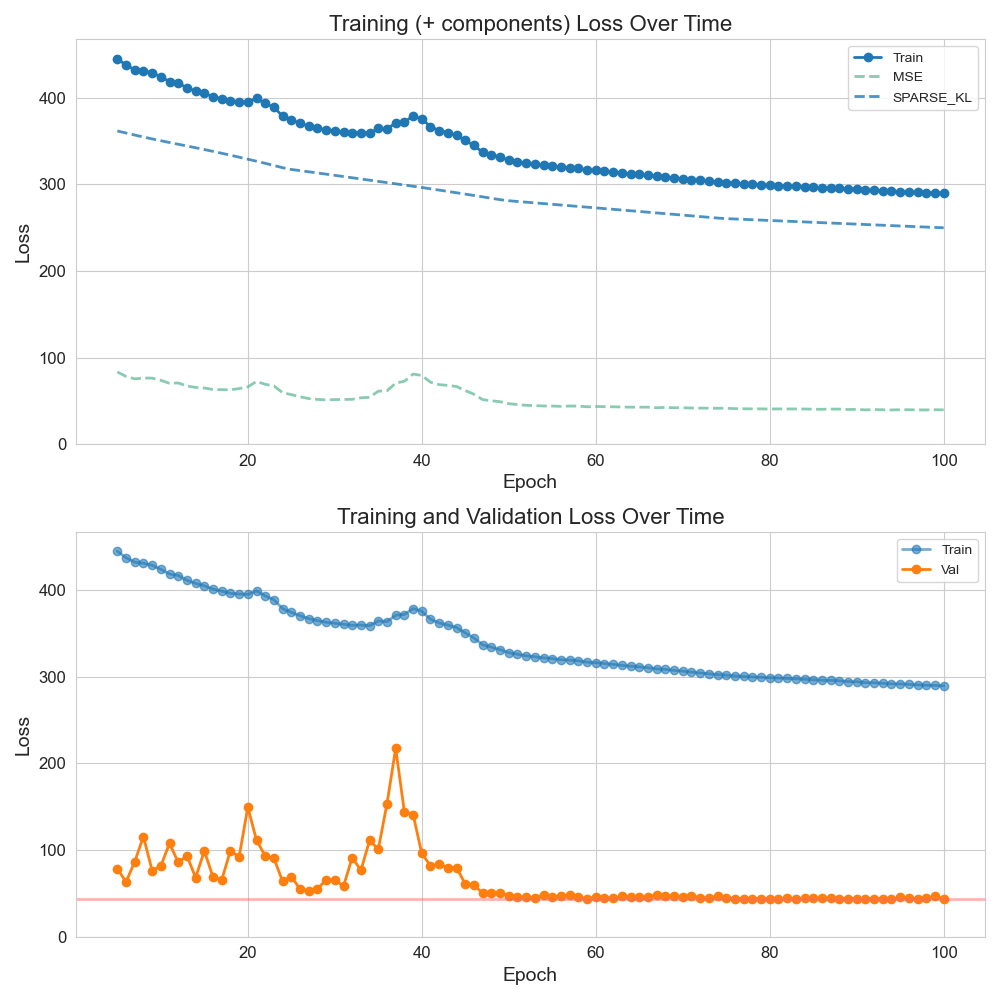 Training (+ components) Loss Over Time
Train
MSE
SPARSE_KL
Loss
400
300
200
100
0
20 40 60 80 100
Epoch
Training and Validation Loss Over Time
Train
Val
Loss
400
300
200
100
0
20 40 60 80 100
Epoch